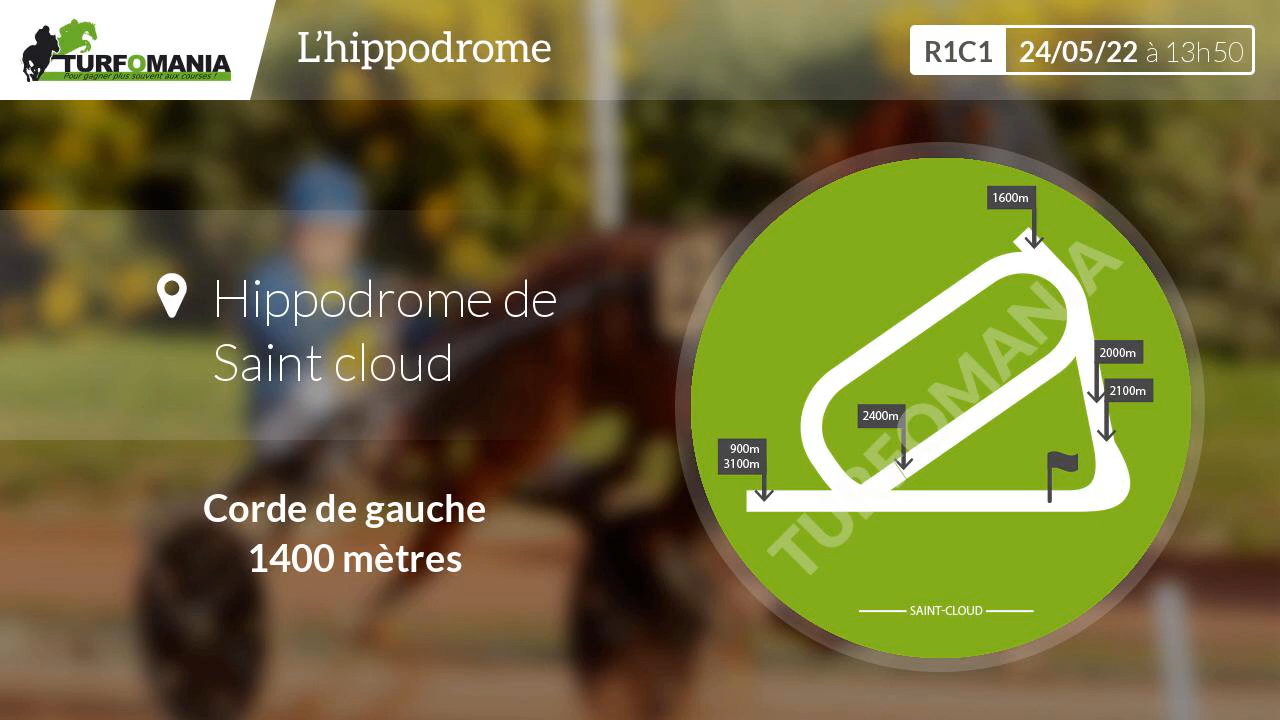 TURFOMANIA
Pour gagner plus souvent aux courses !
L'hippodrome
R1C1 24/05/22 à 13h50
Hippodrome de
Saint cloud
Corde de gauche
1400 mètres
1600m
2000m
2100m
2400m
900m
3100m
TURFOMANIA
SAINT-CLOUD